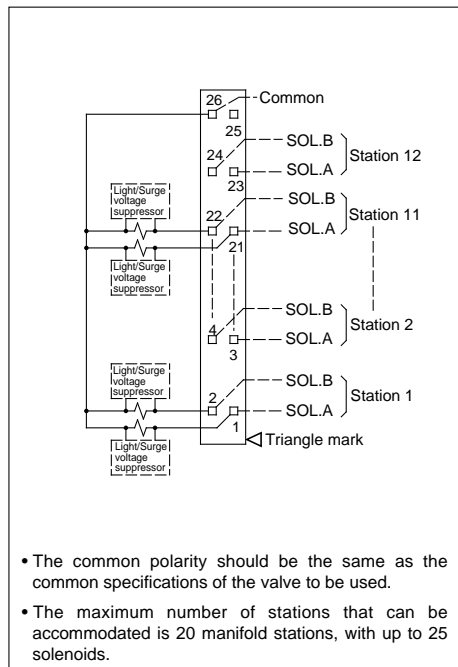 26
Common
25
SOL.B
24
Station 12
SOL.A
23
Light/Surge
voltage
suppressor
SOL.B
22
Station 11
SOL.A
21
Light/Surge
voltage
suppressor
SOL.B
4
Station 2
SOL.A
3
Light/Surge
voltage
suppressor
SOL.B
2
Station 1
SOL.A
1
Light/Surge
voltage
suppressor
Triangle mark
• The common polarity should be the same as the
common specifications of the valve to be used.
• The maximum number of stations that can be
accommodated is 20 manifold stations, with up to 25
solenoids.